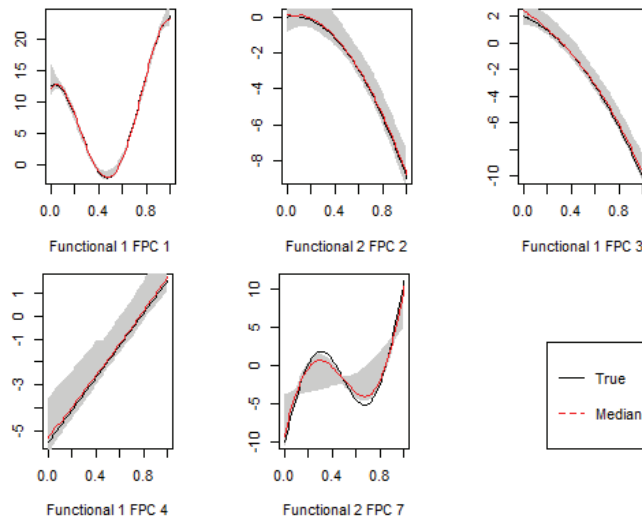 20
15
10
5
0
0.0 0.4 0.8
Functional 1 FPC 1
0
-2
-4
-6
-8
0.0 0.4 0.8
Functional 2 FPC 2
2
0
-2
-4
-6
-10
0.0 0.4 0.8
Functional 1 FPC 3
1
-1
-1
-3
-5
0.0 0.4 0.8
Functional 1 FPC 4
10
5
0
-5
-10
0.0 0.4 0.8
Functional 2 FPC 7
True
Median